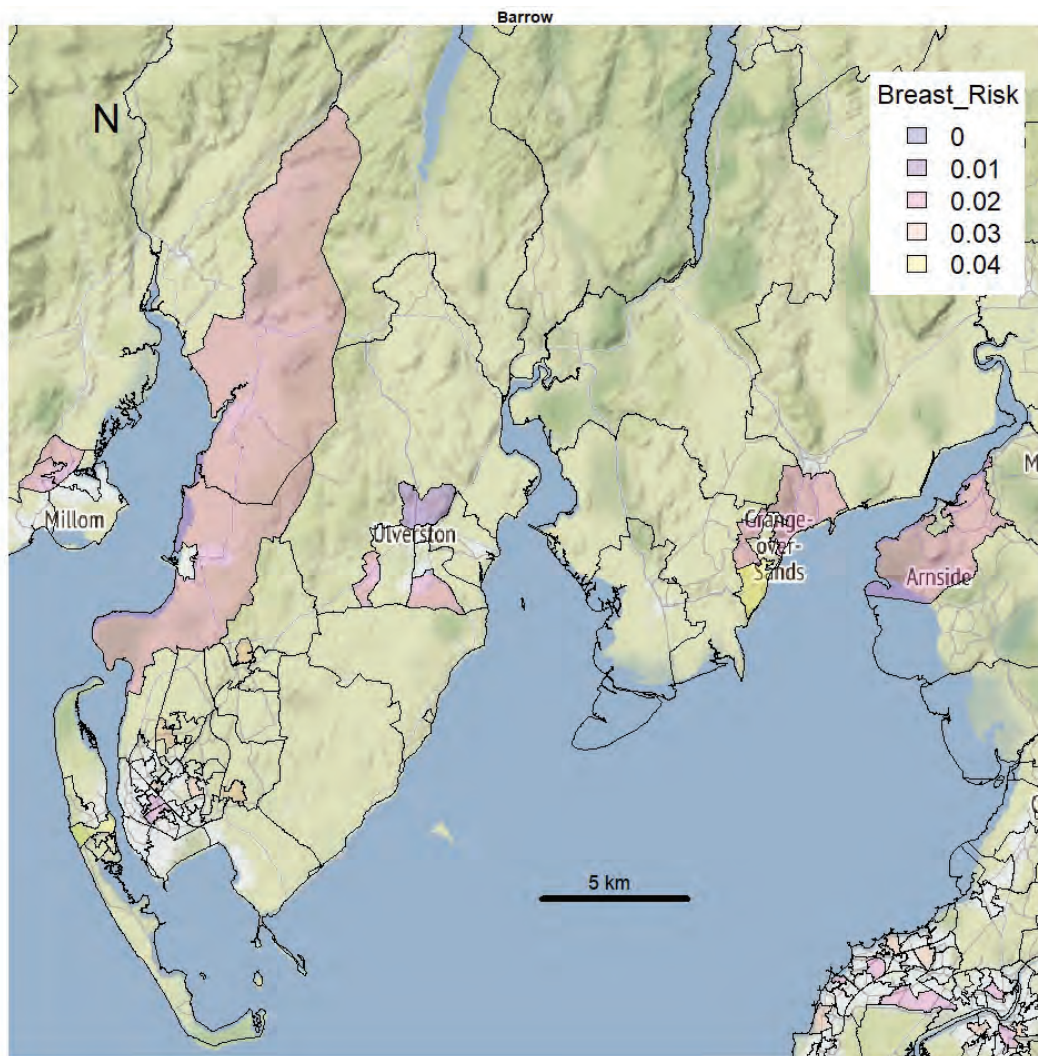 Barrow
N
Breast_Risk
0
0.01
0.02
0.03
0.04
Millom
Ulverston
Grange-
over-
Sands
Arnside
M
5 km